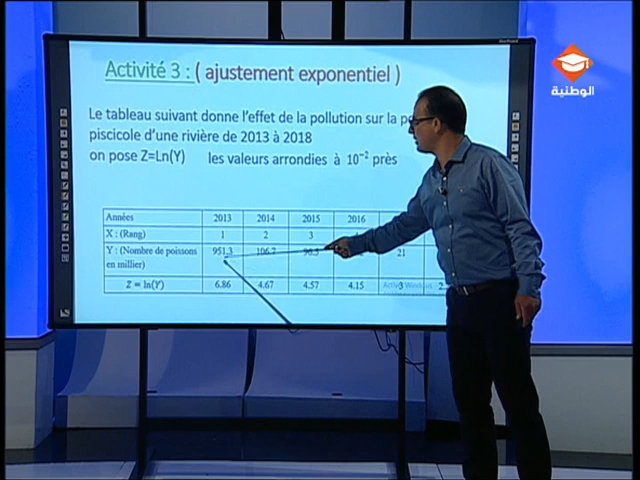 الوطنية
Activité 3 : ( ajustement exponentiel )
Le tableau suivant donne l'effet de la pollution sur la
piscicole d'une rivière de 2013 à 2018
on pose Z=Ln(Y) les valeurs arrondies à 10⁻² près
Années 2013 2014 2015 2016
X : (Rang) 1 2 3
Y : (Nombre de poissons 951,3 106.7 96.5 21
en millier)
Z = ln(Y) 6.86 4.67 4.57 4.15 3 2